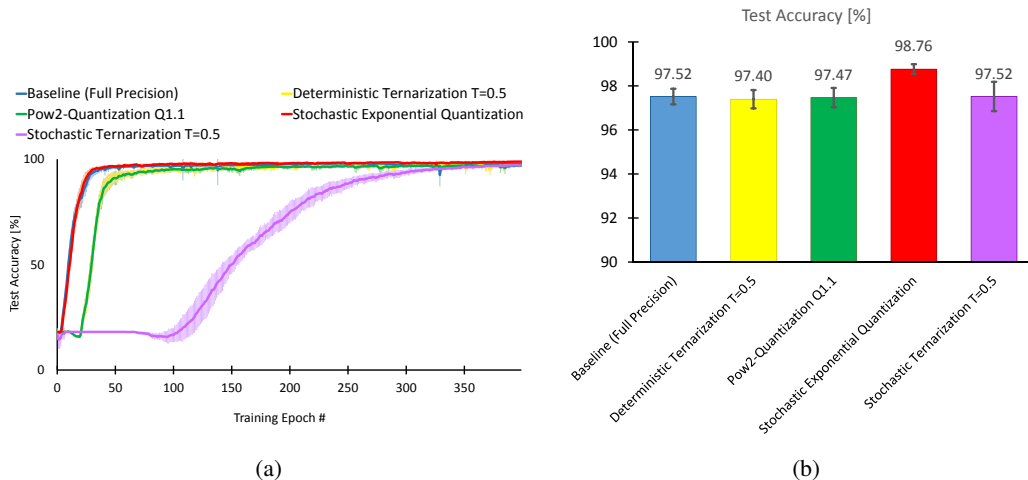 Baseline (Full Precision)
Deterministic Ternarization T=0.5
Pow2-Quantization Q1.1
Stochastic Exponential Quantization
Stochastic Ternarization T=0.5
100
50
0
Test Accuracy [%]
0 50 100 150 200 250 300 350
Training Epoch #
(a)
Test Accuracy [%]
100
98
96
94
92
90
97.52
97.40
97.47
98.76
97.52
Baseline (Full Precision)
Deterministic Ternarization T=0.5
Pow2-Quantization Q1.1
Stochastic Exponential Quantization
Stochastic Ternarization T=0.5
(b)